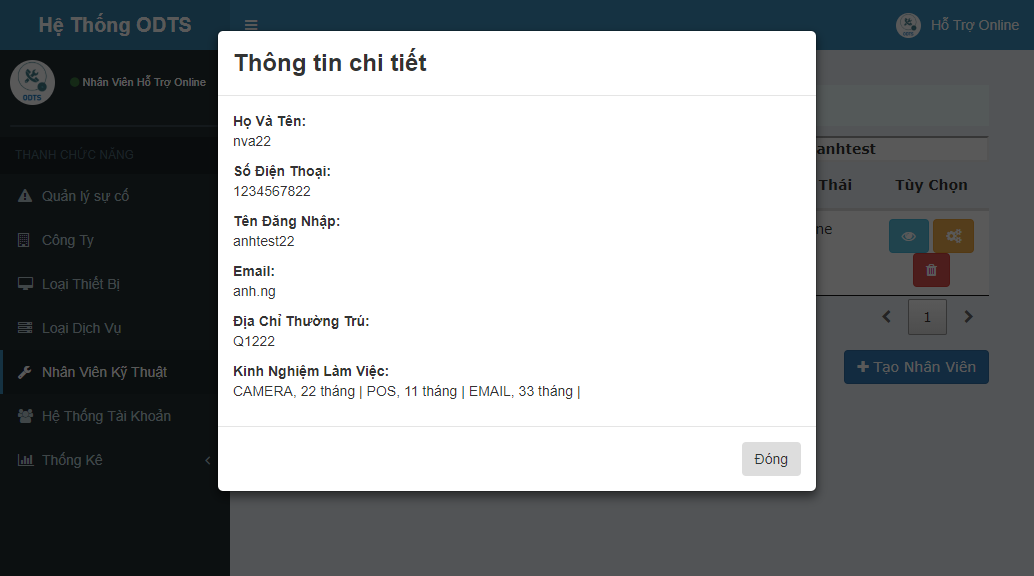 Hệ Thống ODTS
Hỗ Trợ Online
ODTS
Nhân Viên Hỗ Trợ Online
THANH CHỨC NĂNG
Quản lý sự cố
Công Ty
Loại Thiết Bị
Loại Dịch Vụ
Nhân Viên Kỹ Thuật
Hệ Thống Tài Khoản
Thống Kê
Thông tin chi tiết
Họ Và Tên:
nva22
Số Điện Thoại:
1234567822
Tên Đăng Nhập:
anhtest22
Email:
anh.ng
Địa Chỉ Thường Trú:
Q1222
Kinh Nghiệm Làm Việc:
CAMERA, 22 tháng | POS, 11 tháng | EMAIL, 33 tháng |
Đóng
anhtest
Thái Tùy Chọn
ne
1
Tạo Nhân Viên